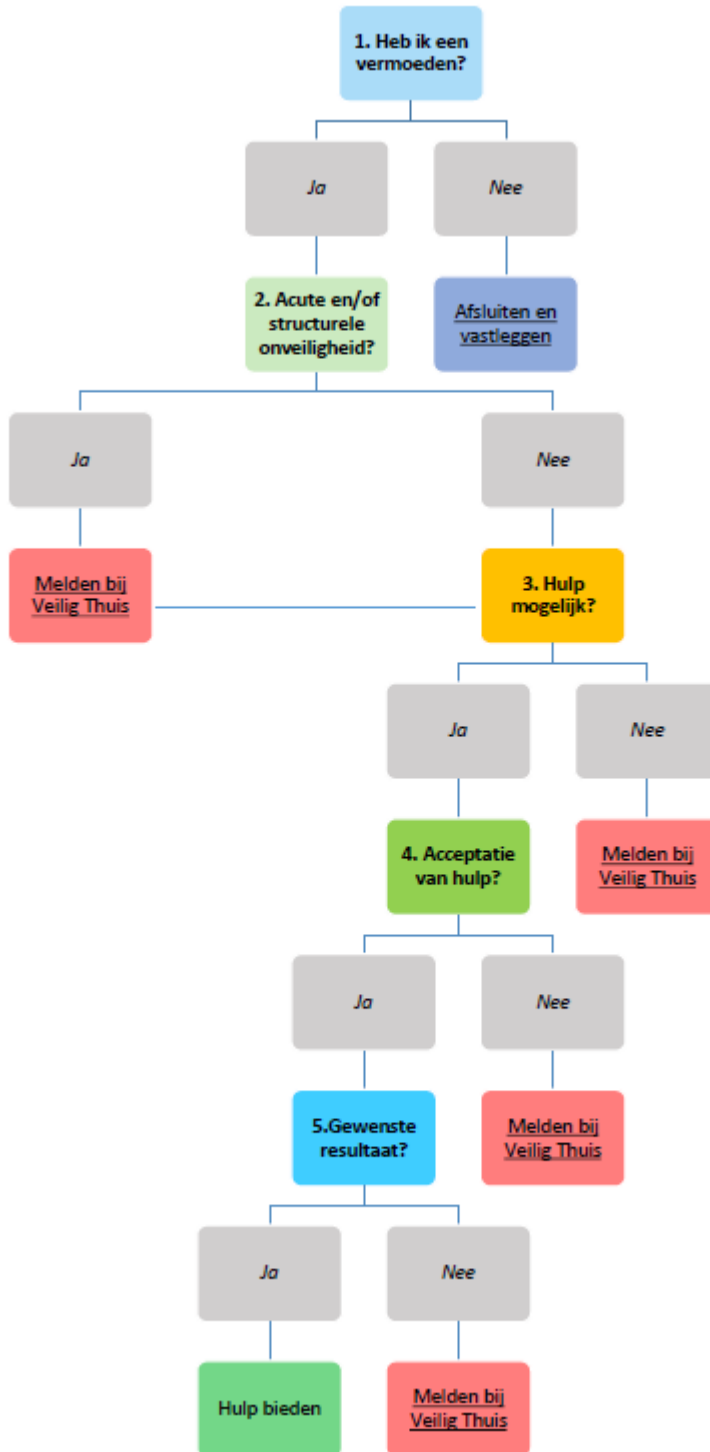 1. Heb ik een
vermoeden?
Ja
Nee
2. Acute en/of
structurele
onveiligheid?
Afsluiten en
vastleggen
Ja
Nee
Melden bij
Veilig Thuis
3. Hulp
mogelijk?
Ja
Nee
4. Acceptatie
van hulp?
Melden bij
Veilig Thuis
Ja
Nee
5.Gewenste
resultaat?
Melden bij
Veilig Thuis
Ja
Nee
Hulp bieden
Melden bij
Veilig Thuis